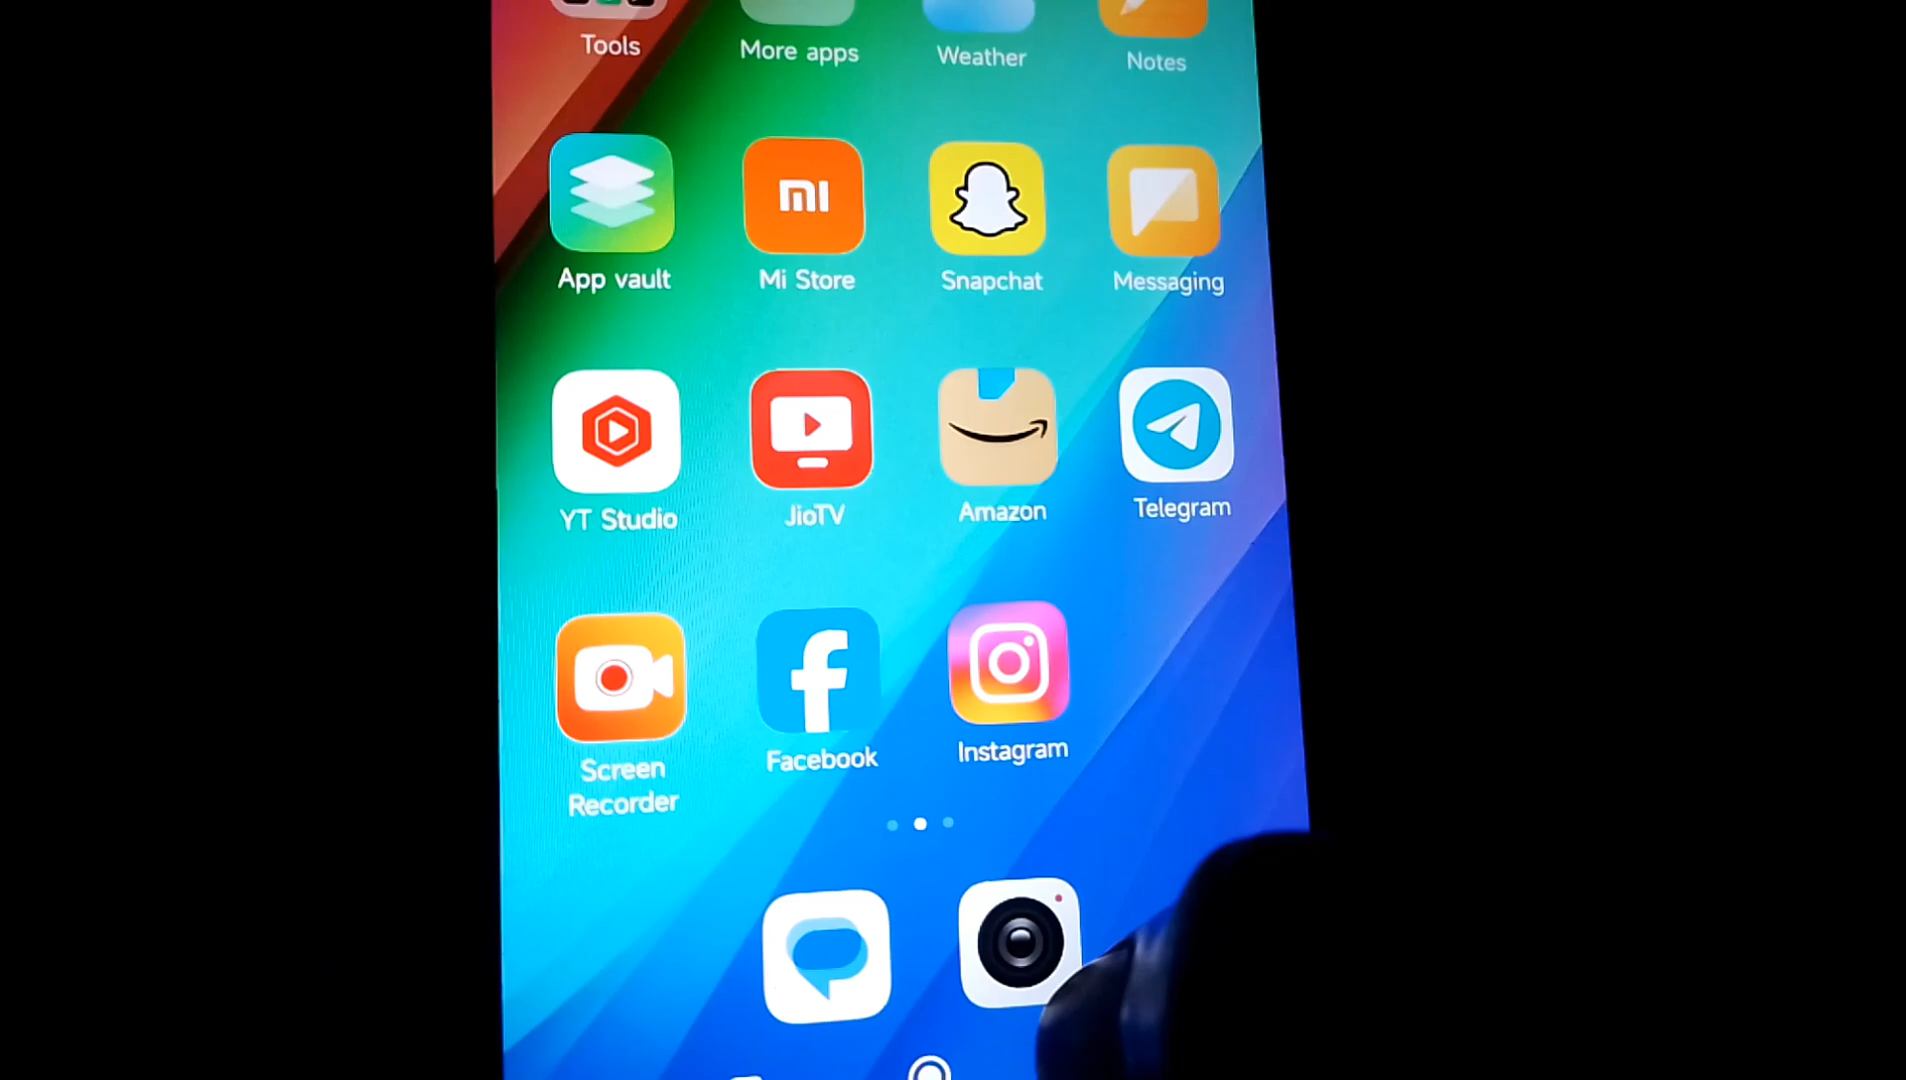 Tools
More apps
Weather
Notes
mi
App vault
Mi Store
Snapchat
Messaging
YT Studio
JioTV
Amazon
Telegram
f
Screen
Recorder
Facebook
Instagram